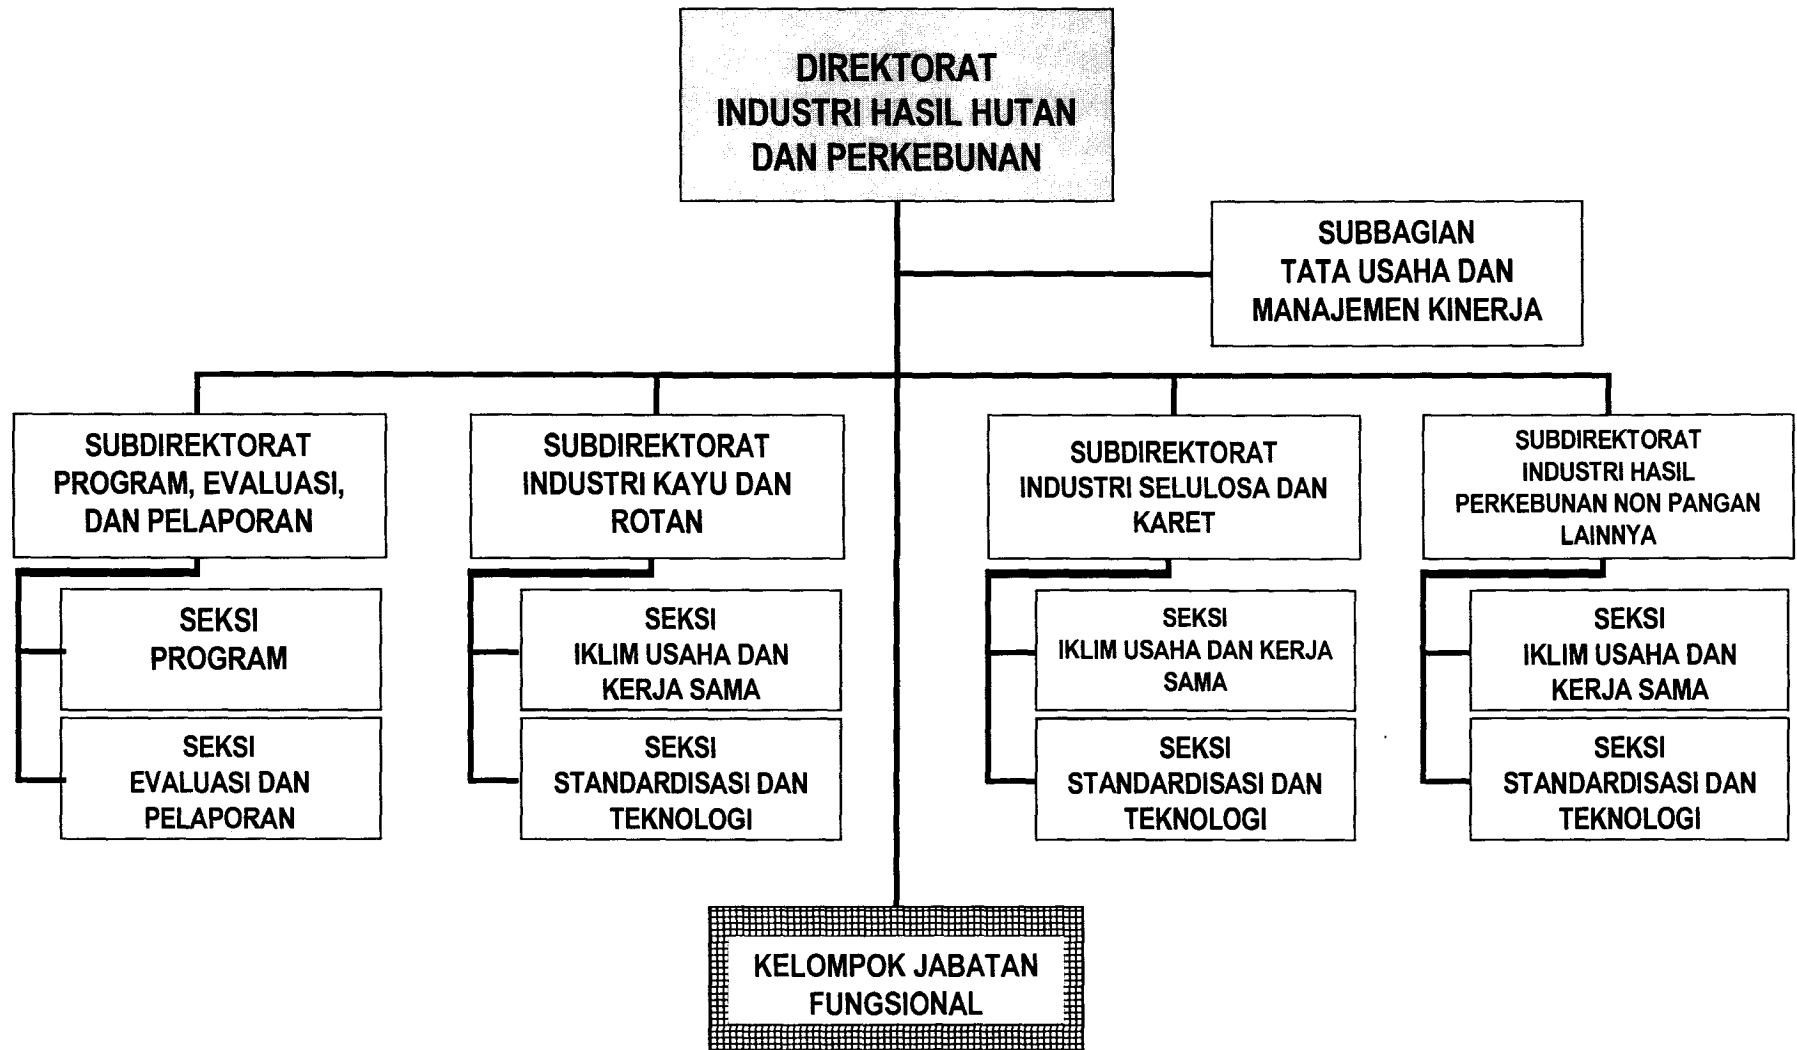 DIREKTORAT
INDUSTRI HASIL HUTAN
DAN PERKEBUNAN
SUBBAGIAN
TATA USAHA DAN
MANAJEMEN KINERJA
SUBDIREKTORAT
PROGRAM, EVALUASI,
DAN PELAPORAN
SUBDIREKTORAT
INDUSTRI KAYU DAN
ROTAN
SUBDIREKTORAT
INDUSTRI SELULOSA DAN
KARET
SUBDIREKTORAT
INDUSTRI HASIL
PERKEBUNAN NON PANGAN
LAINNYA
SEKSI
PROGRAM
SEKSI
IKLIM USAHA DAN
KERJA SAMA
SEKSI
IKLIM USAHA DAN KERJA
SAMA
SEKSI
IKLIM USAHA DAN
KERJA SAMA
SEKSI
EVALUASI DAN
PELAPORAN
SEKSI
STANDARDISASI DAN
TEKNOLOGI
SEKSI
STANDARDISASI DAN
TEKNOLOGI
SEKSI
STANDARDISASI DAN
TEKNOLOGI
KELOMPOK JABATAN
FUNGSIONAL